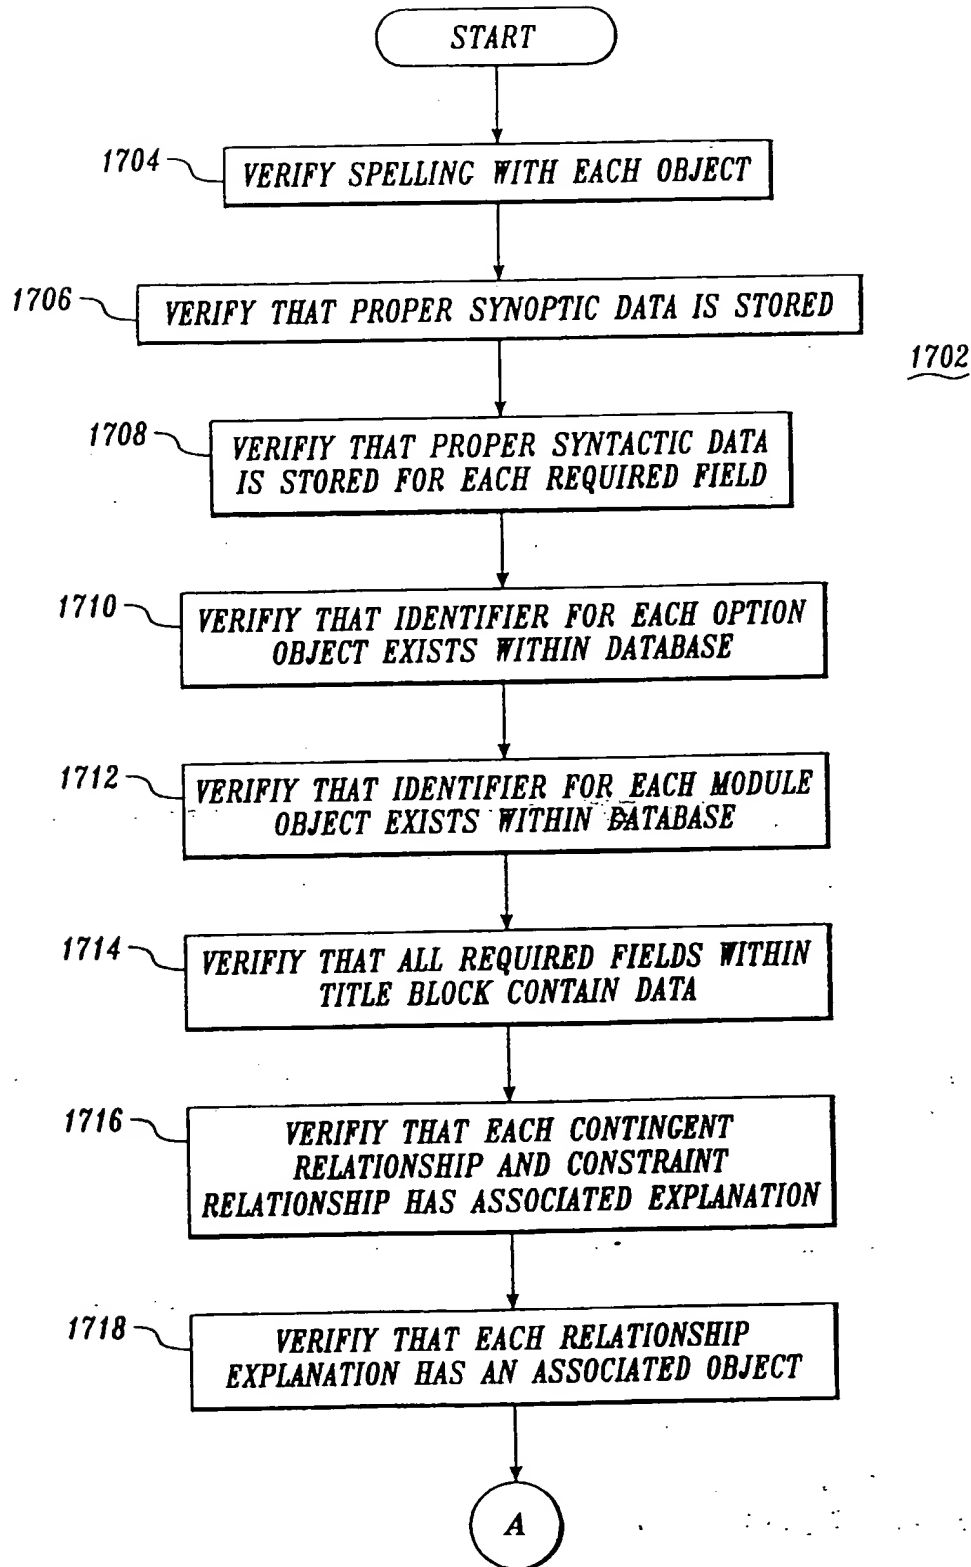 START
1704
VERIFY SPELLING WITH EACH OBJECT
1706
VERIFY THAT PROPER SYNOPTIC DATA IS STORED
1702
1708
VERIFIY THAT PROPER SYNTACTIC DATA
IS STORED FOR EACH REQUIRED FIELD
1710
VERIFIY THAT IDENTIFIER FOR EACH OPTION
OBJECT EXISTS WITHIN DATABASE
1712
VERIFIY THAT IDENTIFIER FOR EACH MODULE
OBJECT EXISTS WITHIN DATABASE
1714
VERIFIY THAT ALL REQUIRED FIELDS WITHIN
TITLE BLOCK CONTAIN DATA
1716
VERIFIY THAT EACH CONTINGENT
RELATIONSHIP AND CONSTRAINT
RELATIONSHIP HAS ASSOCIATED EXPLANATION
1718
VERIFIY THAT EACH RELATIONSHIP
EXPLANATION HAS AN ASSOCIATED OBJECT
A